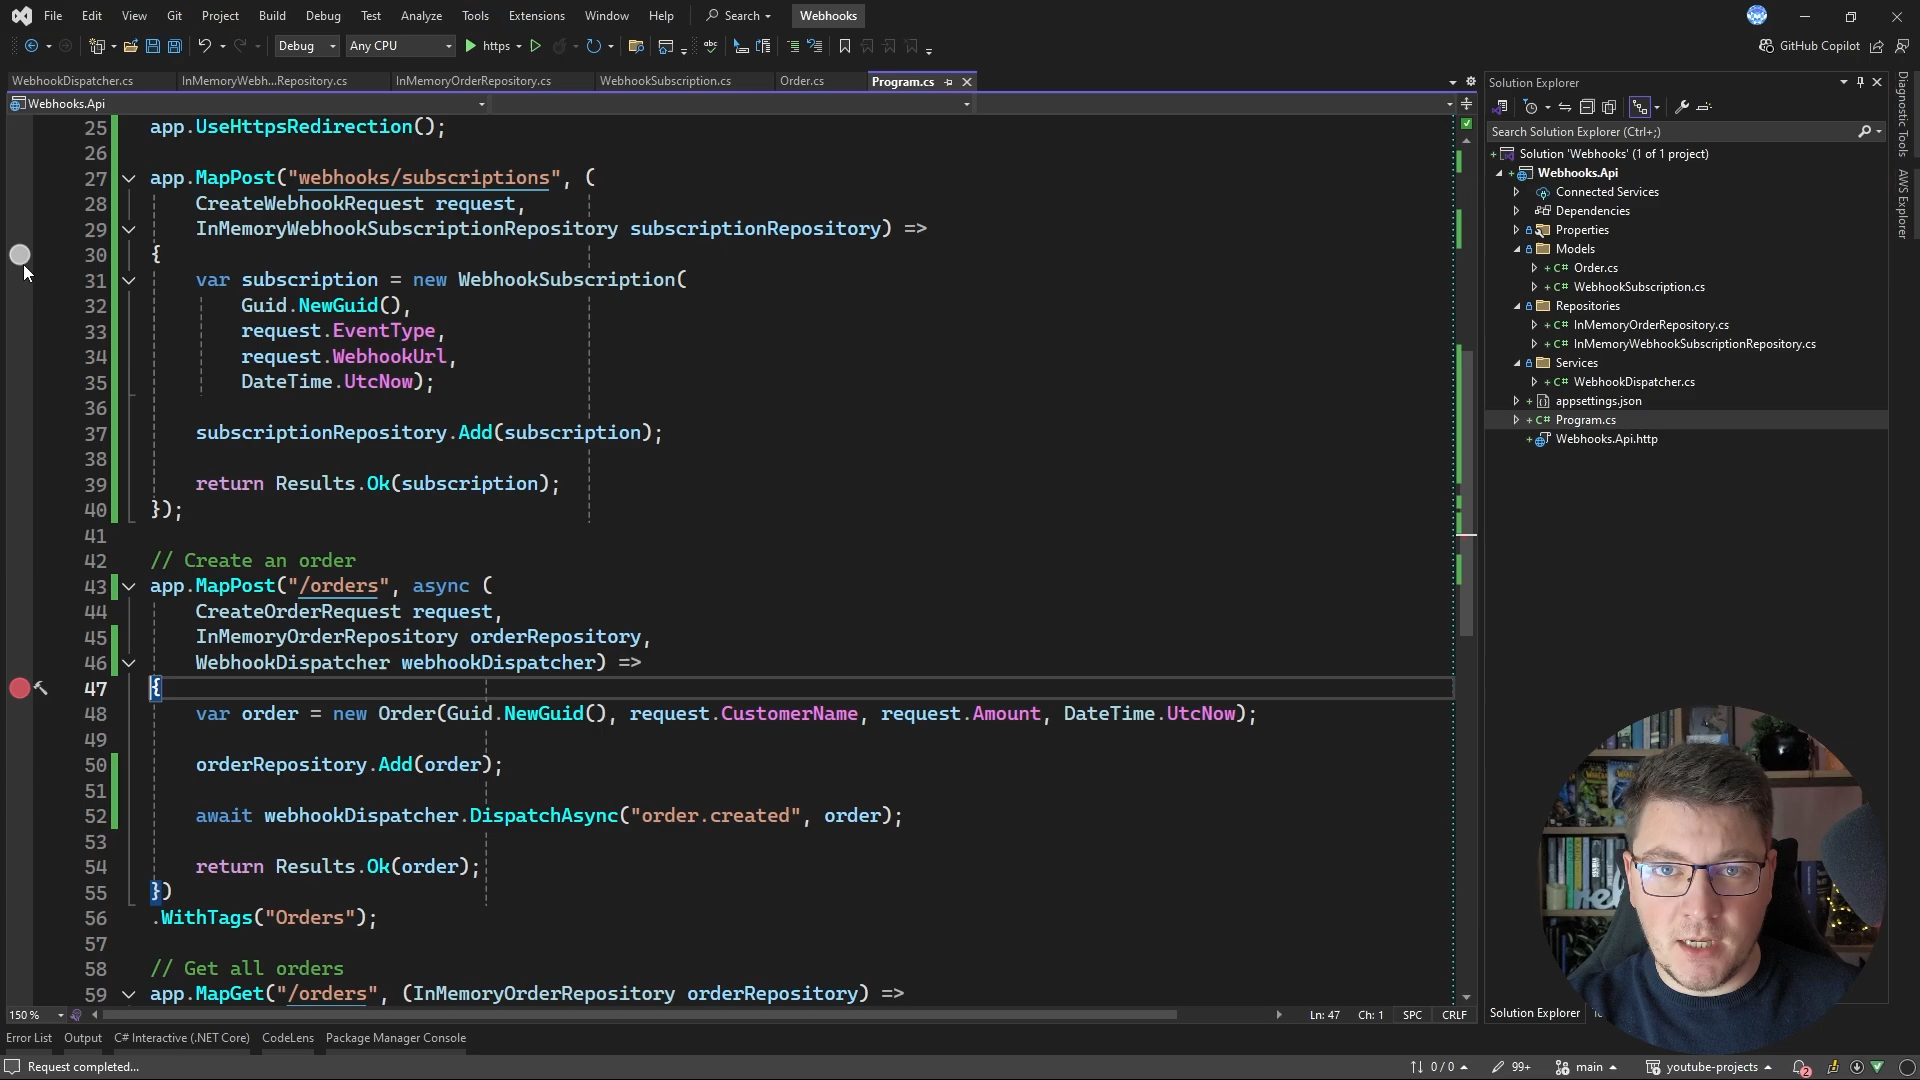 File Edit View Git Project Build Debug Test Analyze Tools Extensions Window Help Search Webhooks
Debug Any CPU https GitHub Copilot
WebhookDispatcher.cs InMemoryWebh...Repository.cs InMemoryOrderRepository.cs WebhookSubscription.cs Order.cs Program.cs
Webhooks.Api
25 app.UseHttpsRedirection();
26
27 app.MapPost("webhooks/subscriptions", (
28 CreateWebhookRequest request,
29 InMemoryWebhookSubscriptionRepository subscriptionRepository) =>
30 {
31 var subscription = new WebhookSubscription(
32 Guid.NewGuid(),
33 request.EventType,
34 request.WebhookUrl,
35 DateTime.UtcNow);
36
37 subscriptionRepository.Add(subscription);
38
39 return Results.Ok(subscription);
40 });
41
42 // Create an order
43 app.MapPost("/orders", async (
44 CreateOrderRequest request,
45 InMemoryOrderRepository orderRepository,
46 WebhookDispatcher webhookDispatcher) =>
47 {
48 var order = new Order(Guid.NewGuid(), request.CustomerName, request.Amount, DateTime.UtcNow);
49
50 orderRepository.Add(order);
51
52 await webhookDispatcher.DispatchAsync("order.created", order);
53
54 return Results.Ok(order);
55 })
56 .WithTags("Orders");
57
58 // Get all orders
59 app.MapGet("/orders", (InMemoryOrderRepository orderRepository) =>
150 % Ln: 47 Ch: 1 SPC CRLF
Solution Explorer
Search Solution Explorer (Ctrl+;)
Solution 'Webhooks' (1 of 1 project)
Webhooks.Api
Connected Services
Dependencies
Properties
Models
C# Order.cs
C# WebhookSubscription.cs
Repositories
C# InMemoryOrderRepository.cs
C# InMemoryWebhookSubscriptionRepository.cs
Services
C# WebhookDispatcher.cs
appsettings.json
C# Program.cs
Webhooks.Api.http
Diagnostic Tools
AWS Explorer
Solution Explorer
Error List Output C# Interactive (.NET Core) CodeLens Package Manager Console
Request completed... 0 / 0 99+ main youtube-projects 2